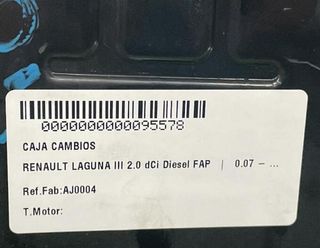 0000000000095578
CAJA CAMBIOS
RENAULT LAGUNA III 2.0 dCi Diesel FAP | 0.07 – ...
Ref.Fab:AJ0004
T.Motor: